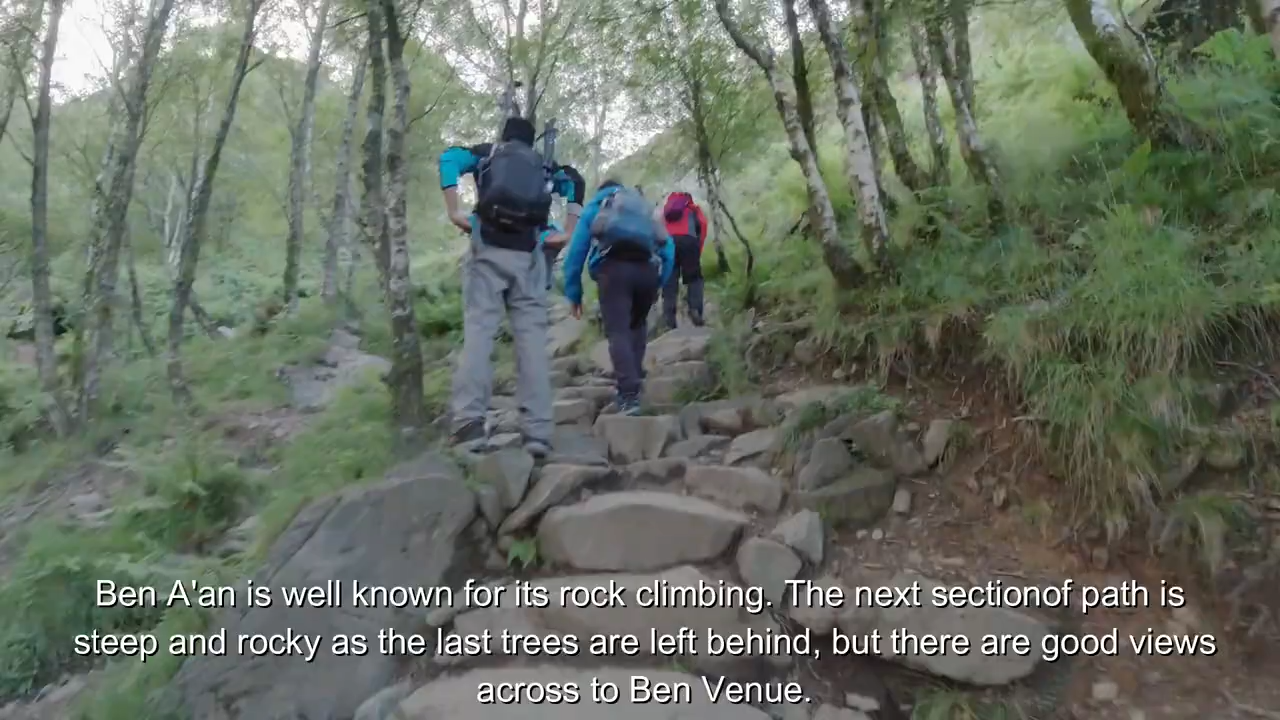 Ben A'an is well known for its rock climbing. The next sectionof path is
steep and rocky as the last trees are left behind, but there are good views
across to Ben Venue.